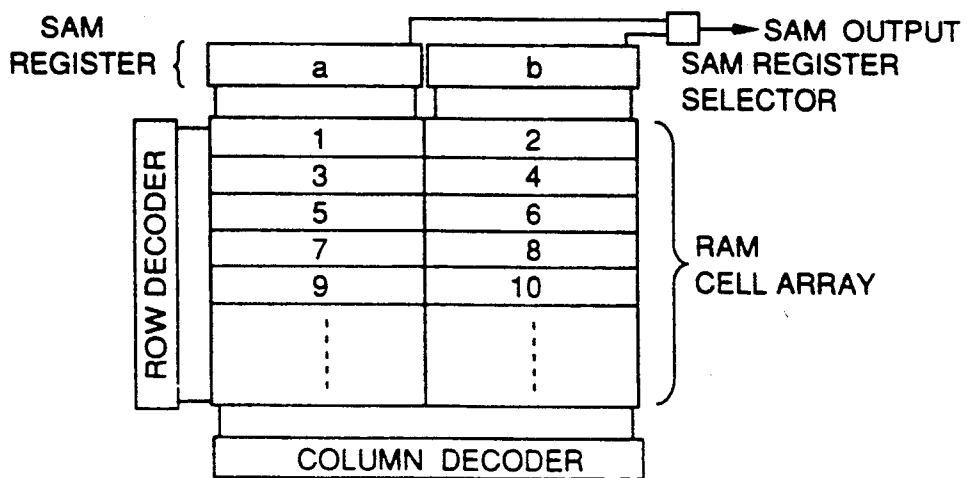 SAM
REGISTER
a
b
SAM OUTPUT
SAM REGISTER
SELECTOR
ROW DECODER
1 2
3 4
5 6
7 8
9 10
RAM
CELL ARRAY
COLUMN DECODER